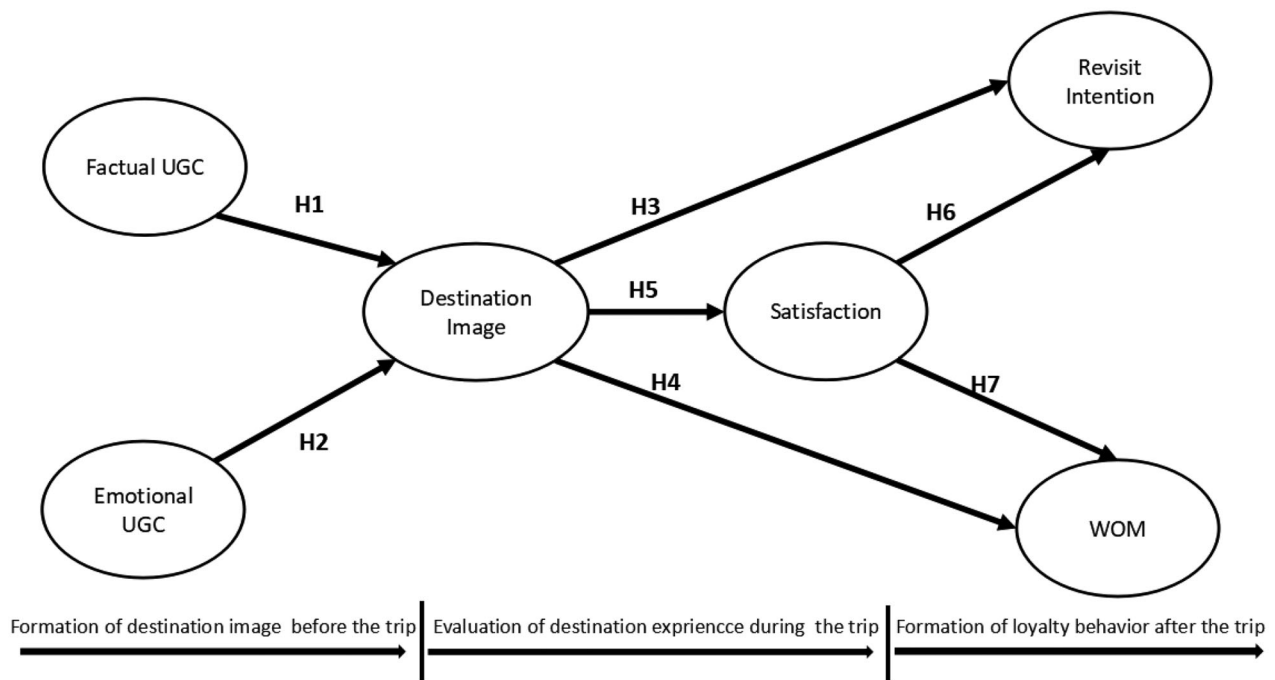 Revisit
Intention
Factual UGC
H1
H3
H6
Destination
Image
H5
Satisfaction
H4
H7
H2
Emotional
UGC
WOM
Formation of destination image before the trip
Evaluation of destination expriencce during the trip
Formation of loyalty behavior after the trip